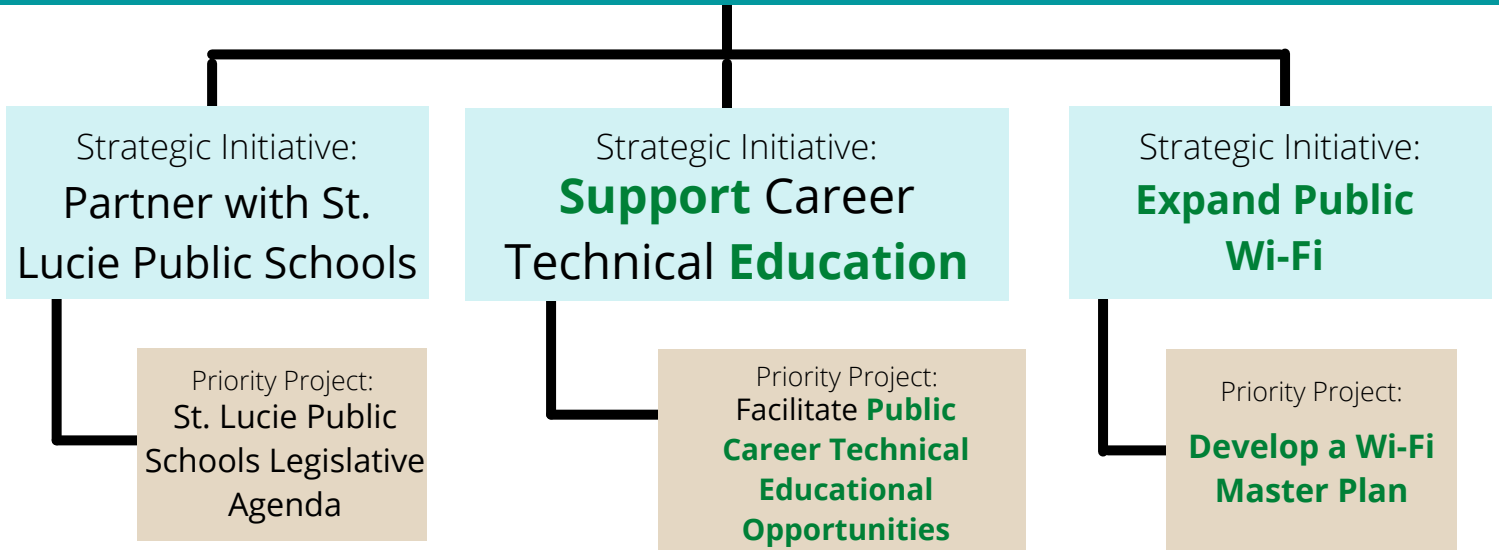 Strategic Initiative:
Partner with St.
Lucie Public Schools
Strategic Initiative:
Support Career
Technical Education
Strategic Initiative:
Expand Public
Wi-Fi
Priority Project:
St. Lucie Public
Schools Legislative
Agenda
Priority Project:
Facilitate Public
Career Technical
Educational
Opportunities
Priority Project:
Develop a Wi-Fi
Master Plan